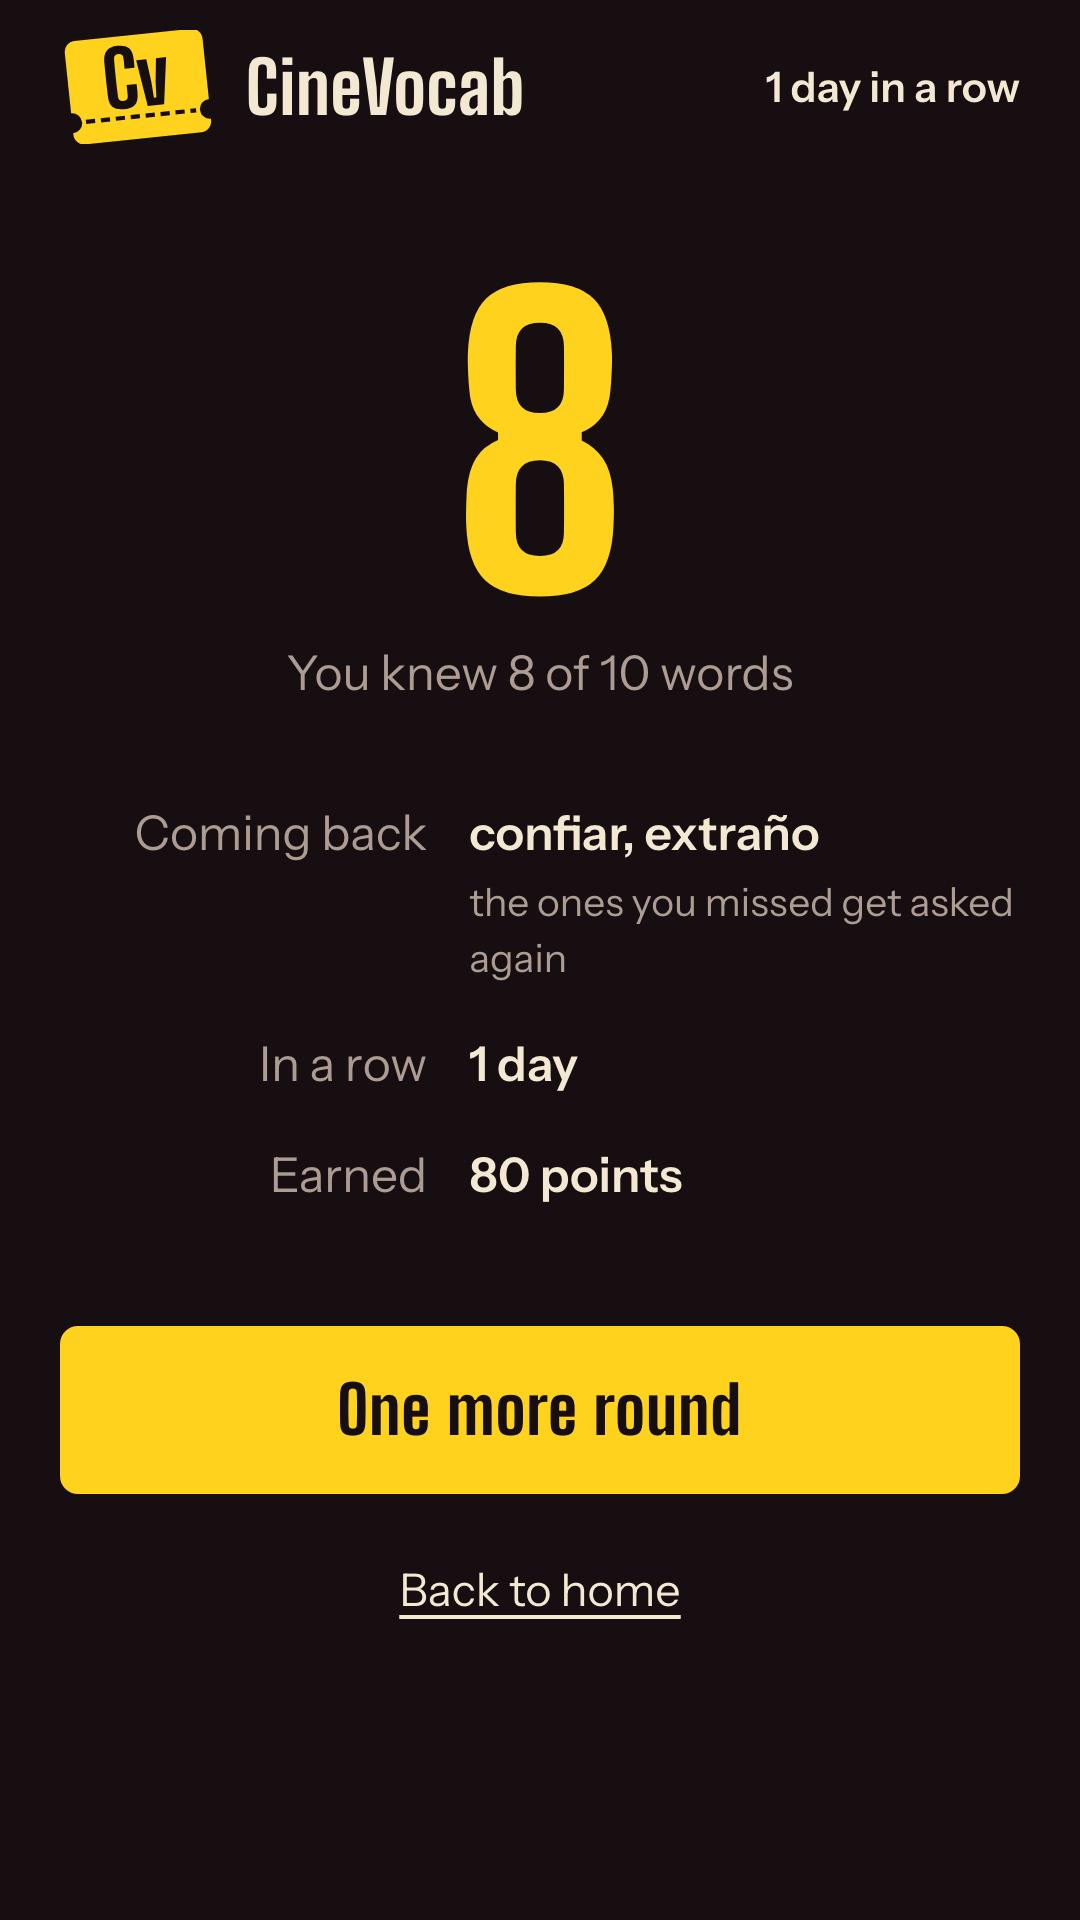 Cv
CineVocab
1 day in a row
8
You knew 8 of 10 words
Coming back
confiar, extraño
the ones you missed get asked
again
In a row
1 day
Earned
80 points
One more round
Back to home